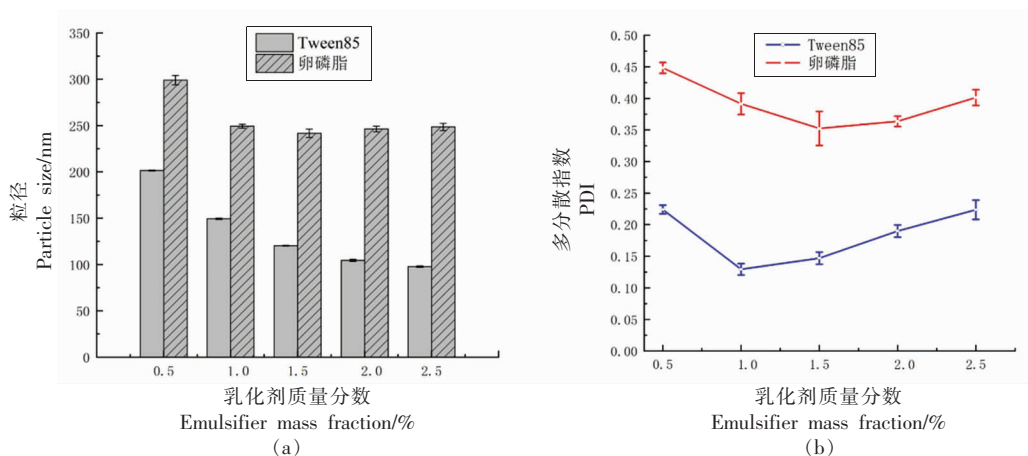 350
300
250
200
150
100
50
0
粒径
Particle size/nm
Tween85
卵磷脂
0.5 1.0 1.5 2.0 2.5
乳化剂质量分数
Emulsifier mass fraction/%
(a)
0.50
0.45
0.40
0.35
0.30
0.25
0.20
0.15
0.10
0.05
0.00
多分散指数
PDI
Tween85
卵磷脂
0.5 1.0 1.5 2.0 2.5
乳化剂质量分数
Emulsifier mass fraction/%
(b)